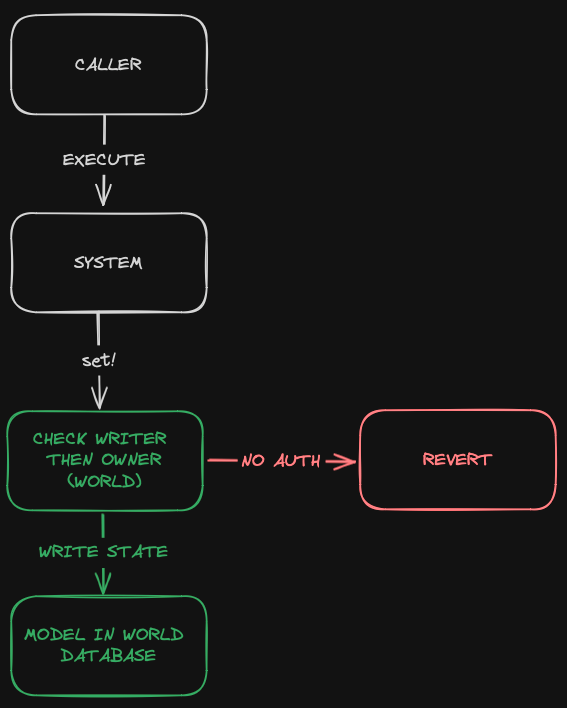 CALLER
EXECUTE
SYSTEM
set!
CHECK WRITER
THEN OWNER
(WORLD)
NO AUTH
REVERT
WRITE STATE
MODEL IN WORLD
DATABASE